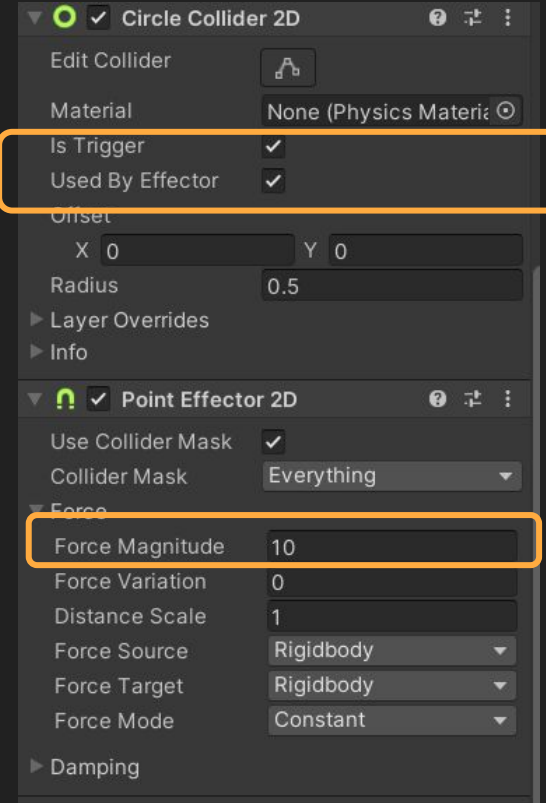 Circle Collider 2D
Edit Collider
Material None (Physics Materia
Is Trigger
Used By Effector
Offset
X 0 Y 0
Radius 0.5
Layer Overrides
Info
Point Effector 2D
Use Collider Mask
Collider Mask Everything
Force
Force Magnitude 10
Force Variation 0
Distance Scale 1
Force Source Rigidbody
Force Target Rigidbody
Force Mode Constant
Damping